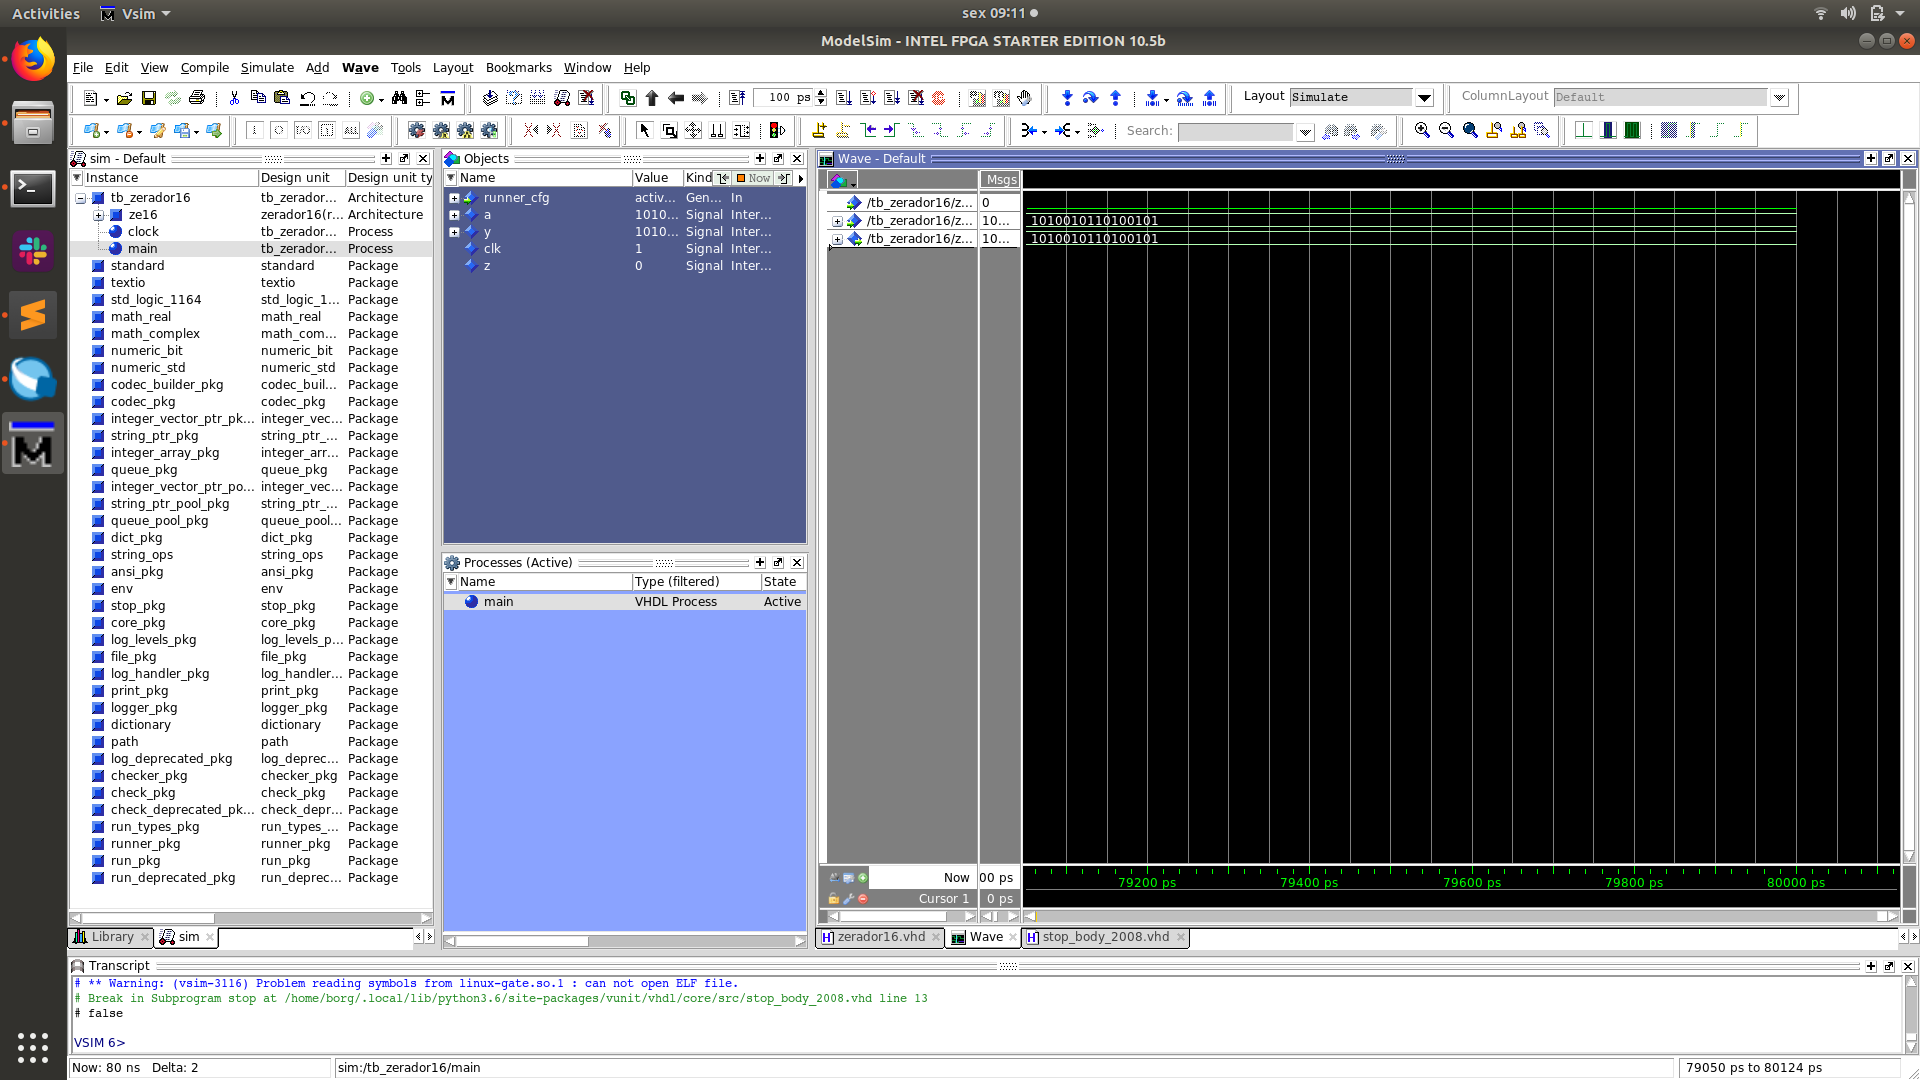 Activities Vsim sex 09:11
ModelSim - INTEL FPGA STARTER EDITION 10.5b
File Edit View Compile Simulate Add Wave Tools Layout Bookmarks Window Help
100 ps Layout Simulate ColumnLayout Default
Search:
sim - Default
Instance Design unit Design unit ty
tb_zerador16 tb_zerador... Architecture
ze16 zerador16(r... Architecture
clock tb_zerador... Process
main tb_zerador... Process
standard standard Package
textio textio Package
std_logic_1164 std_logic_1... Package
math_real math_real Package
math_complex math_com... Package
numeric_bit numeric_bit Package
numeric_std numeric_std Package
codec_builder_pkg codec_buil... Package
codec_pkg codec_pkg Package
integer_vector_ptr_pk... integer_vec... Package
string_ptr_pkg string_ptr_... Package
integer_array_pkg integer_arr... Package
queue_pkg queue_pkg Package
integer_vector_ptr_po... integer_vec... Package
string_ptr_pool_pkg string_ptr_... Package
queue_pool_pkg queue_pool... Package
dict_pkg dict_pkg Package
string_ops string_ops Package
ansi_pkg ansi_pkg Package
env env Package
stop_pkg stop_pkg Package
core_pkg core_pkg Package
log_levels_pkg log_levels_p... Package
file_pkg file_pkg Package
log_handler_pkg log_handler... Package
print_pkg print_pkg Package
logger_pkg logger_pkg Package
dictionary dictionary Package
path path Package
log_deprecated_pkg log_deprec... Package
checker_pkg checker_pkg Package
check_pkg check_pkg Package
check_deprecated_pk... check_depr... Package
run_types_pkg run_types_... Package
runner_pkg runner_pkg Package
run_pkg run_pkg Package
run_deprecated_pkg run_deprec... Package
Library sim
Objects
Name Value Kind Now
runner_cfg activ... Gen... In
a 1010... Signal Inter...
y 1010... Signal Inter...
clk 1 Signal Inter...
z 0 Signal Inter...
Processes (Active)
Name Type (filtered) State
main VHDL Process Active
Wave - Default
Msgs
/tb_zerador16/z... 0
/tb_zerador16/z... 10... 1010010110100101
/tb_zerador16/z... 10... 1010010110100101
Now 00 ps
Cursor 1 0 ps
79200 ps 79400 ps 79600 ps 79800 ps 80000 ps
zerador16.vhd Wave stop_body_2008.vhd
Transcript
# ** Warning: (vsim-3116) Problem reading symbols from linux-gate.so.1 : can not open ELF file.
# Break in Subprogram stop at /home/borg/.local/lib/python3.6/site-packages/vunit/vhdl/core/src/stop_body_2008.vhd line 13
# false
VSIM 6>
Now: 80 ns Delta: 2 sim:/tb_zerador16/main 79050 ps to 80124 ps